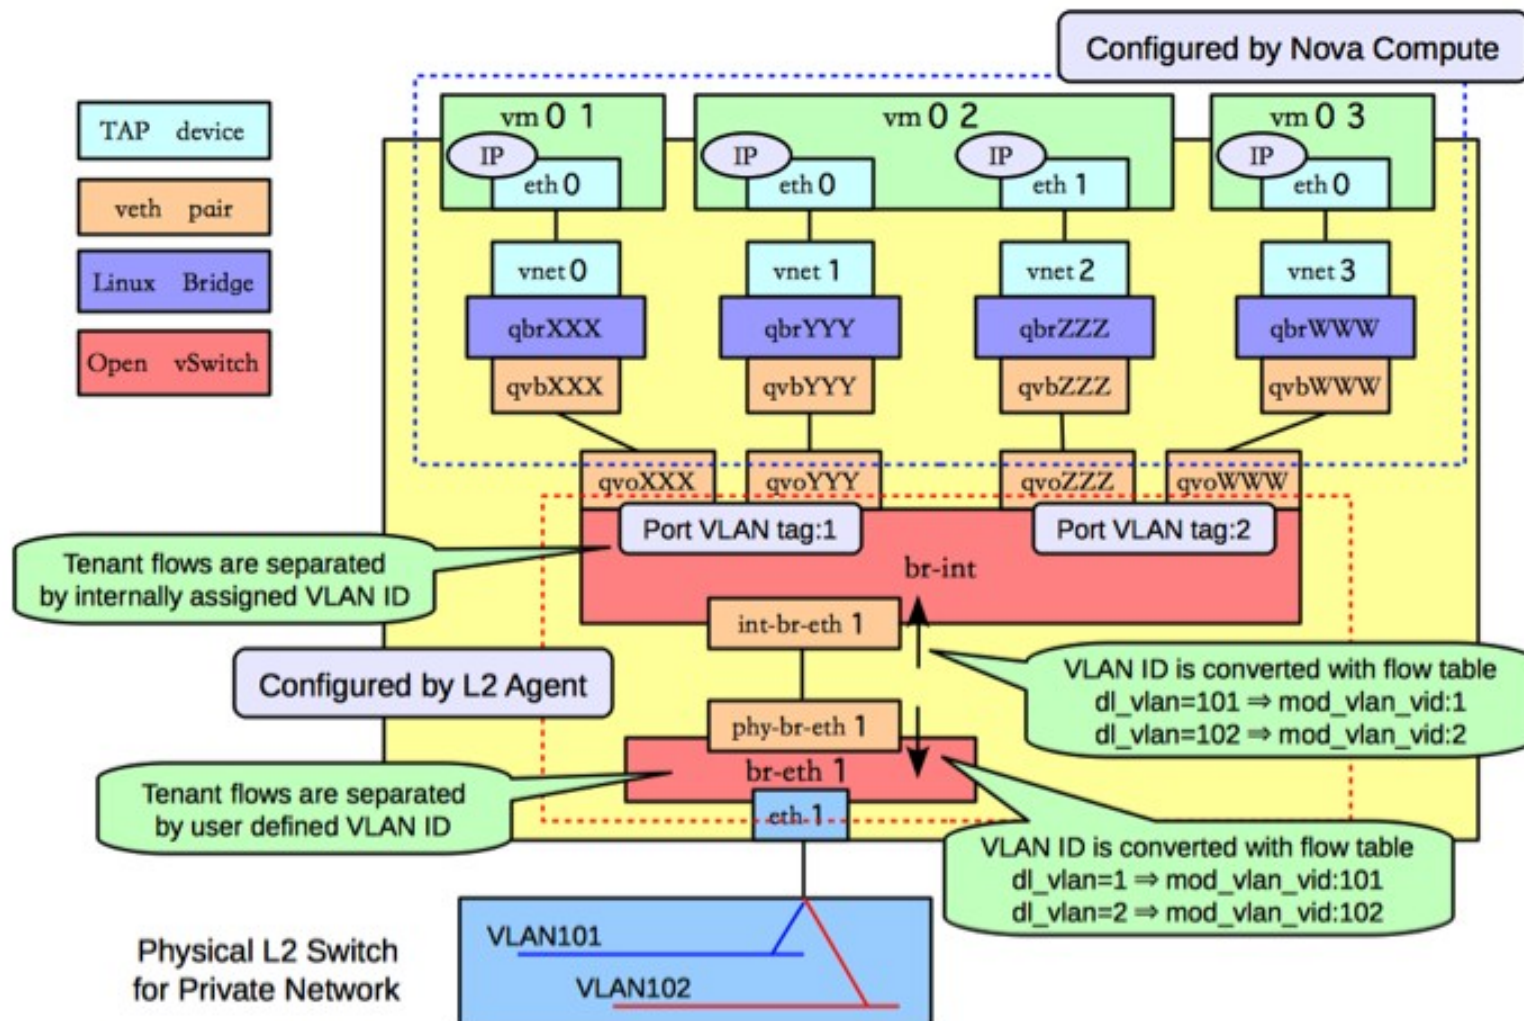 Configured by Nova Compute
TAP device
veth pair
Linux Bridge
Open vSwitch
vm 0 1
vm 0 2
vm 0 3
IP
IP
IP
IP
eth 0
eth 0
eth 1
eth 0
vnet 0
vnet 1
vnet 2
vnet 3
qbrXXX
qbrYYY
qbrZZZ
qbrWWW
qvbXXX
qvbYYY
qvbZZZ
qvbWWW
qvoXXX
qvoYYY
qvoZZZ
qvoWWW
Port VLAN tag:1
Port VLAN tag:2
br-int
Tenant flows are separated
by internally assigned VLAN ID
int-br-eth 1
Configured by L2 Agent
VLAN ID is converted with flow table
dl_vlan=101 ⇒ mod_vlan_vid:1
dl_vlan=102 ⇒ mod_vlan_vid:2
phy-br-eth 1
br-eth 1
Tenant flows are separated
by user defined VLAN ID
eth 1
VLAN ID is converted with flow table
dl_vlan=1 ⇒ mod_vlan_vid:101
dl_vlan=2 ⇒ mod_vlan_vid:102
Physical L2 Switch
for Private Network
VLAN101
VLAN102